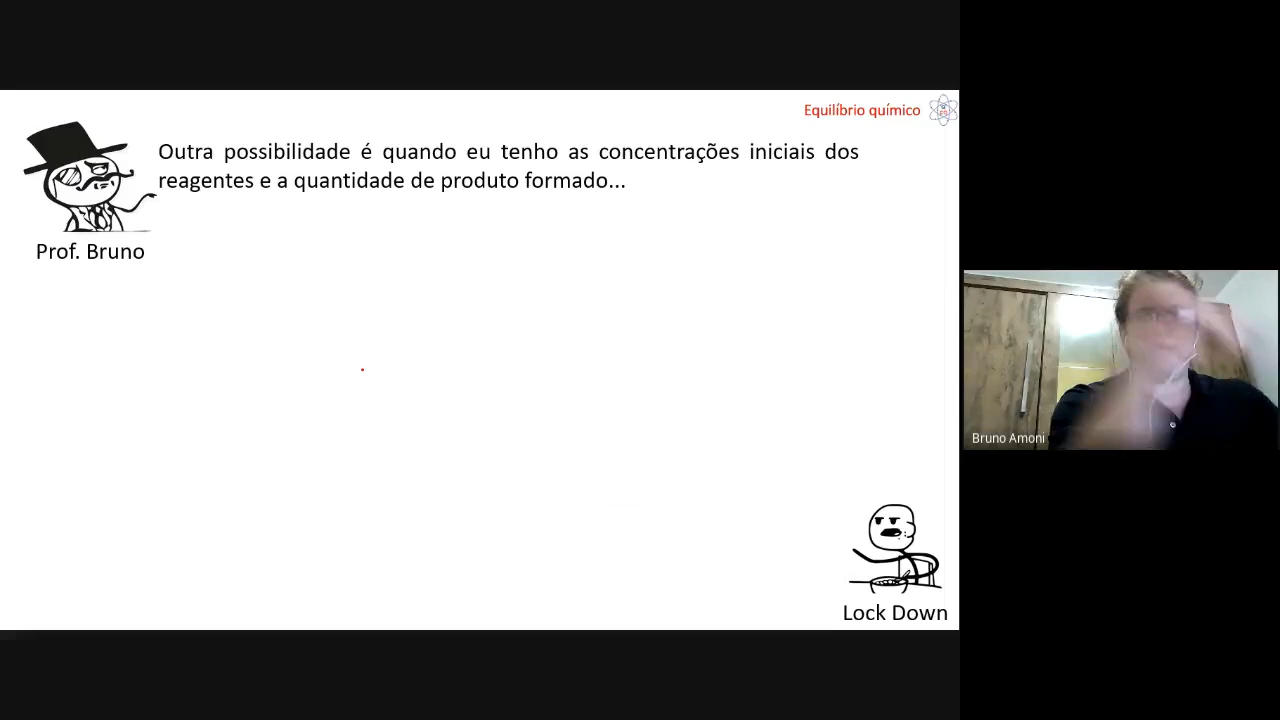 Equilíbrio químico
Outra possibilidade é quando eu tenho as concentrações iniciais dos
reagentes e a quantidade de produto formado...
Prof. Bruno
Bruno Amoni
Lock Down